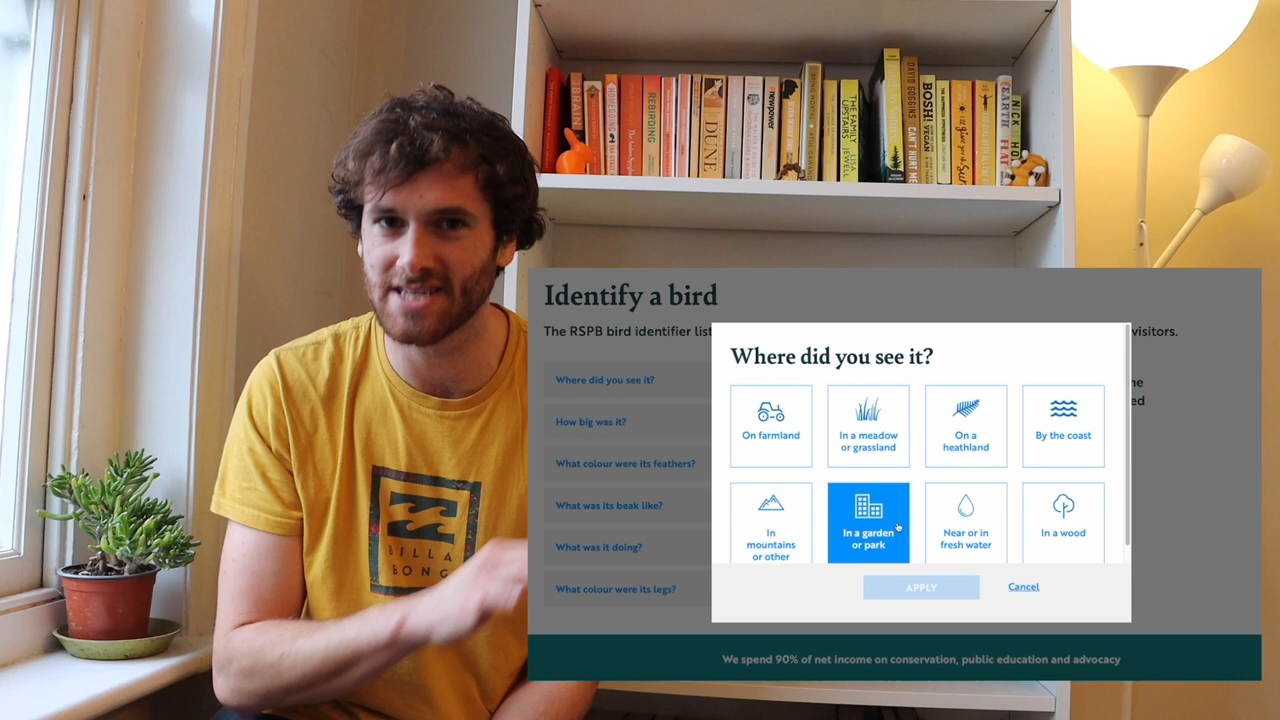 BRAIN
REBIRDING
DUNE
newpower
THE FAMILY UPSTAIRS
LISA JEWELL
DAVID GOGGINS
CAN'T HURT ME
BOSH!
VEGAN
EARTH
FLAT
NICK
Identify a bird
The RSPB bird identifier list
visitors.
Where did you see it?
How big was it?
What colour were its feathers?
What was its beak like?
What was it doing?
What colour were its legs?
Where did you see it?
On farmland
In a meadow
or grassland
On a
heathland
By the coast
In
mountains
or other
In a garden
or park
Near or in
fresh water
In a wood
APPLY
Cancel
We spend 90% of net income on conservation, public education and advocacy
BILLA
BONG